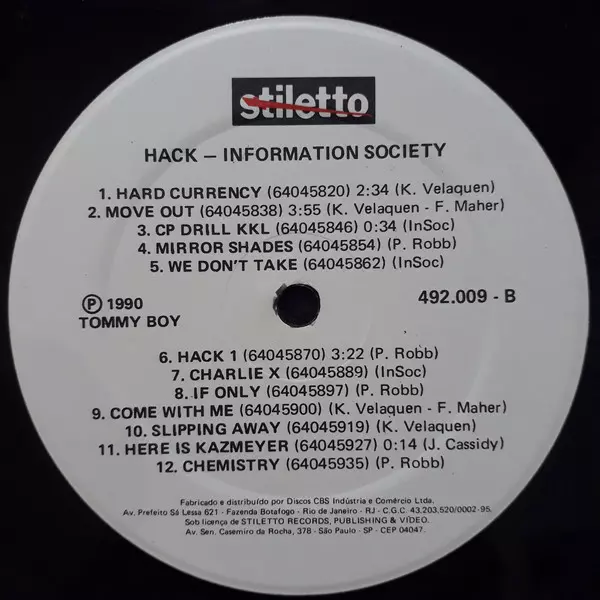 stiletto
HACK – INFORMATION SOCIETY
1. HARD CURRENCY (64045820) 2:34 (K. Velaquen)
2. MOVE OUT (64045838) 3:55 (K. Velaquen - F. Maher)
3. CP DRILL KKL (64045846) 0:34 (InSoc)
4. MIRROR SHADES (64045854) (P. Robb)
5. WE DON'T TAKE (64045862) (InSoc)
Ⓟ 1990
TOMMY BOY
492.009 - B
6. HACK 1 (64045870) 3:22 (P. Robb)
7. CHARLIE X (64045889) (InSoc)
8. IF ONLY (64045897) (P. Robb)
9. COME WITH ME (64045900) (K. Velaquen - F. Maher)
10. SLIPPING AWAY (64045919) (K. Velaquen)
11. HERE IS KAZMEYER (64045927) 0:14 (J. Cassidy)
12. CHEMISTRY (64045935) (P. Robb)
Fabricado e distribuído por Discos CBS Indústria e Comércio Ltda.
Av. Prefeito Sá Lessa 621 - Fazenda Botafogo - Rio de Janeiro - RJ - C.G.C. 43.203.520/0002-95.
Sob licença de STILETTO RECORDS, PUBLISHING & VIDEO.
Av. Sen. Casemiro da Rocha, 378 - São Paulo - SP - CEP 04047.